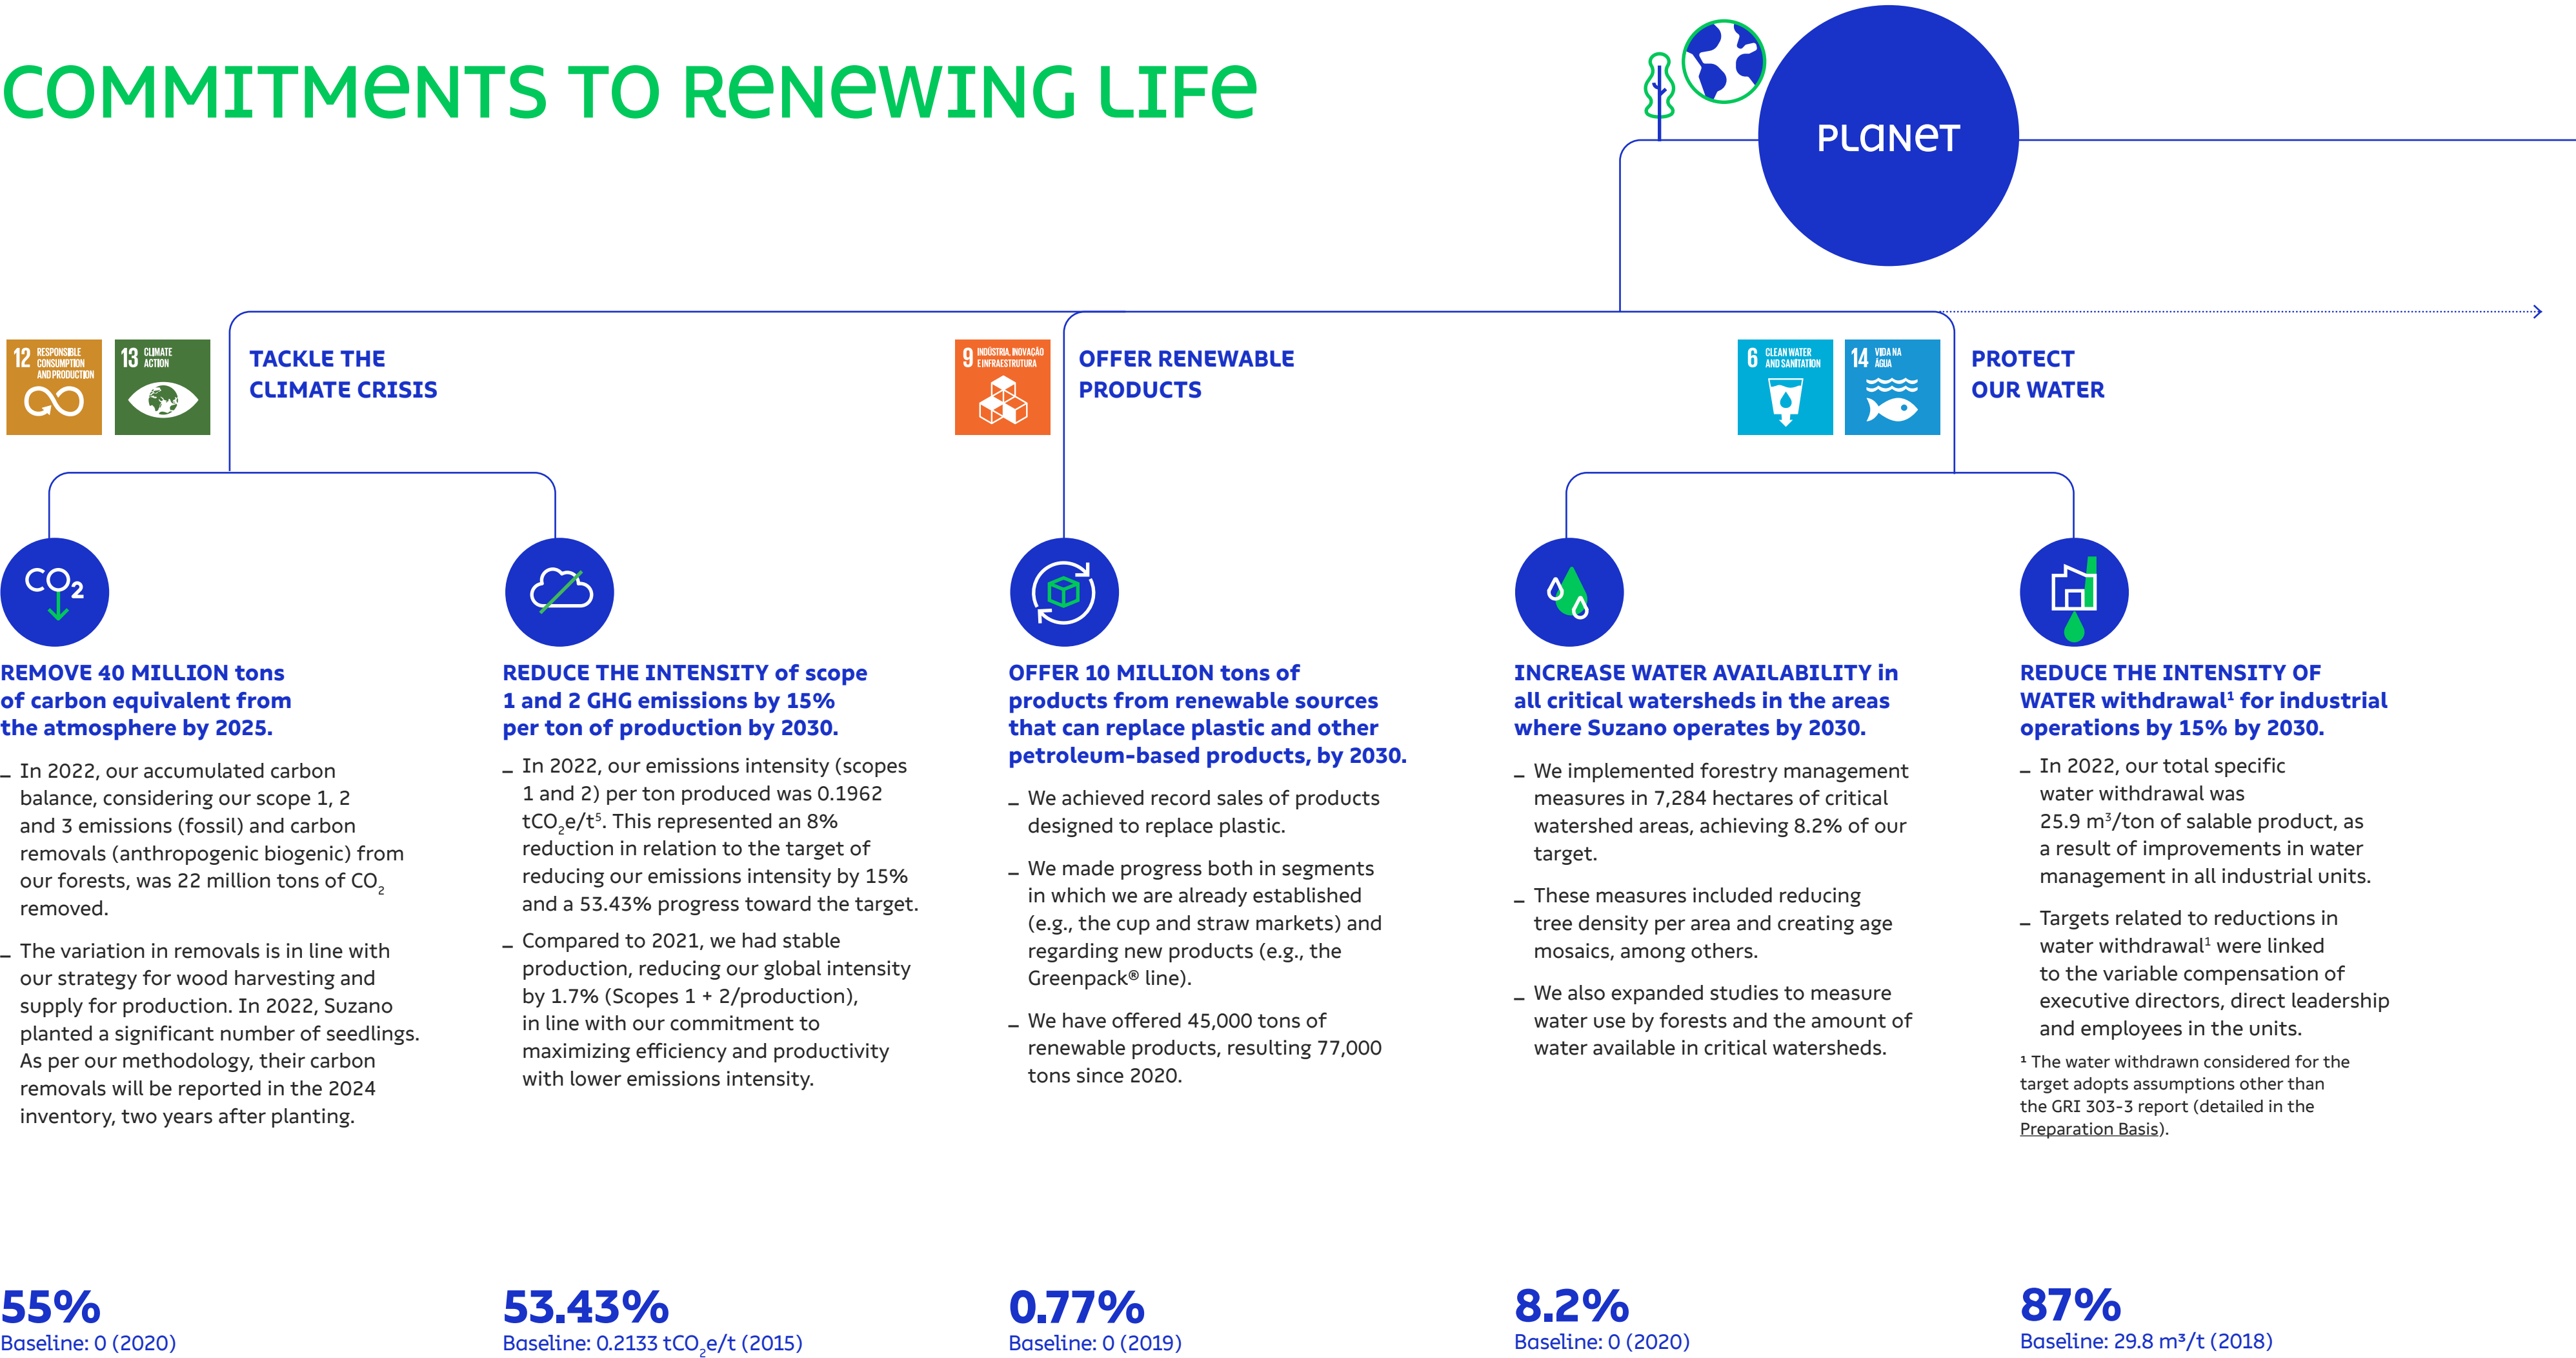 COMMITMENTS TO RENEWING LIFE
PLANET
12 RESPONSIBLE
CONSUMPTION
AND PRODUCTION
13 CLIMATE
ACTION
TACKLE THE
CLIMATE CRISIS
9 INDÚSTRIA, INOVAÇÃO
E INFRAESTRUTURA
OFFER RENEWABLE
PRODUCTS
6 CLEAN WATER
AND SANITATION
14 VIDA NA
ÁGUA
PROTECT
OUR WATER
CO2
REMOVE 40 MILLION tons
of carbon equivalent from
the atmosphere by 2025.
– In 2022, our accumulated carbon
balance, considering our scope 1, 2
and 3 emissions (fossil) and carbon
removals (anthropogenic biogenic) from
our forests, was 22 million tons of CO₂
removed.
– The variation in removals is in line with
our strategy for wood harvesting and
supply for production. In 2022, Suzano
planted a significant number of seedlings.
As per our methodology, their carbon
removals will be reported in the 2024
inventory, two years after planting.
55%
Baseline: 0 (2020)
REDUCE THE INTENSITY of scope
1 and 2 GHG emissions by 15%
per ton of production by 2030.
– In 2022, our emissions intensity (scopes
1 and 2) per ton produced was 0.1962
tCO₂e/t⁵. This represented an 8%
reduction in relation to the target of
reducing our emissions intensity by 15%
and a 53.43% progress toward the target.
– Compared to 2021, we had stable
production, reducing our global intensity
by 1.7% (Scopes 1 + 2/production),
in line with our commitment to
maximizing efficiency and productivity
with lower emissions intensity.
53.43%
Baseline: 0.2133 tCO₂e/t (2015)
OFFER 10 MILLION tons of
products from renewable sources
that can replace plastic and other
petroleum-based products, by 2030.
– We achieved record sales of products
designed to replace plastic.
– We made progress both in segments
in which we are already established
(e.g., the cup and straw markets) and
regarding new products (e.g., the
Greenpack® line).
– We have offered 45,000 tons of
renewable products, resulting 77,000
tons since 2020.
0.77%
Baseline: 0 (2019)
INCREASE WATER AVAILABILITY in
all critical watersheds in the areas
where Suzano operates by 2030.
– We implemented forestry management
measures in 7,284 hectares of critical
watershed areas, achieving 8.2% of our
target.
– These measures included reducing
tree density per area and creating age
mosaics, among others.
– We also expanded studies to measure
water use by forests and the amount of
water available in critical watersheds.
8.2%
Baseline: 0 (2020)
REDUCE THE INTENSITY OF
WATER withdrawal¹ for industrial
operations by 15% by 2030.
– In 2022, our total specific
water withdrawal was
25.9 m³/ton of salable product, as
a result of improvements in water
management in all industrial units.
– Targets related to reductions in
water withdrawal¹ were linked
to the variable compensation of
executive directors, direct leadership
and employees in the units.
¹ The water withdrawn considered for the
target adopts assumptions other than
the GRI 303-3 report (detailed in the
Preparation Basis).
87%
Baseline: 29.8 m³/t (2018)